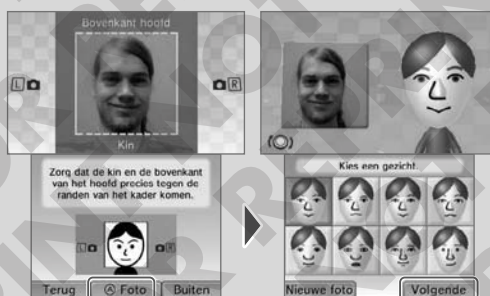 Bovenkant hoofd
L R
Kin
Zorg dat de kin en de bovenkant
van het hoofd precies tegen de
randen van het kader komen.
L R
Terug A Foto Buiten
Kies een gezicht.
Nieuwe foto Volgende